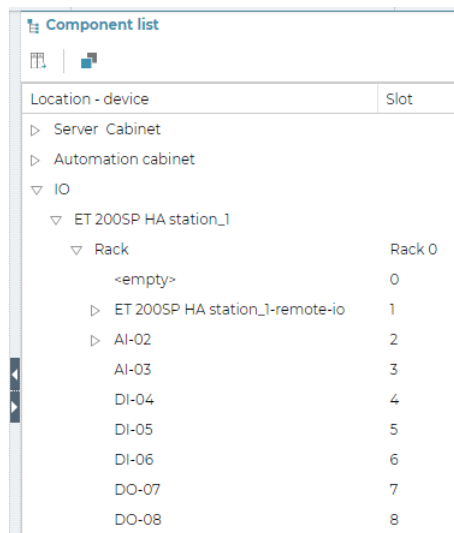 Component list
Location - device Slot
Server Cabinet
Automation cabinet
IO
ET 200SP HA station_1
Rack Rack 0
<empty> 0
ET 200SP HA station_1-remote-io 1
AI-02 2
AI-03 3
DI-04 4
DI-05 5
DI-06 6
DO-07 7
DO-08 8